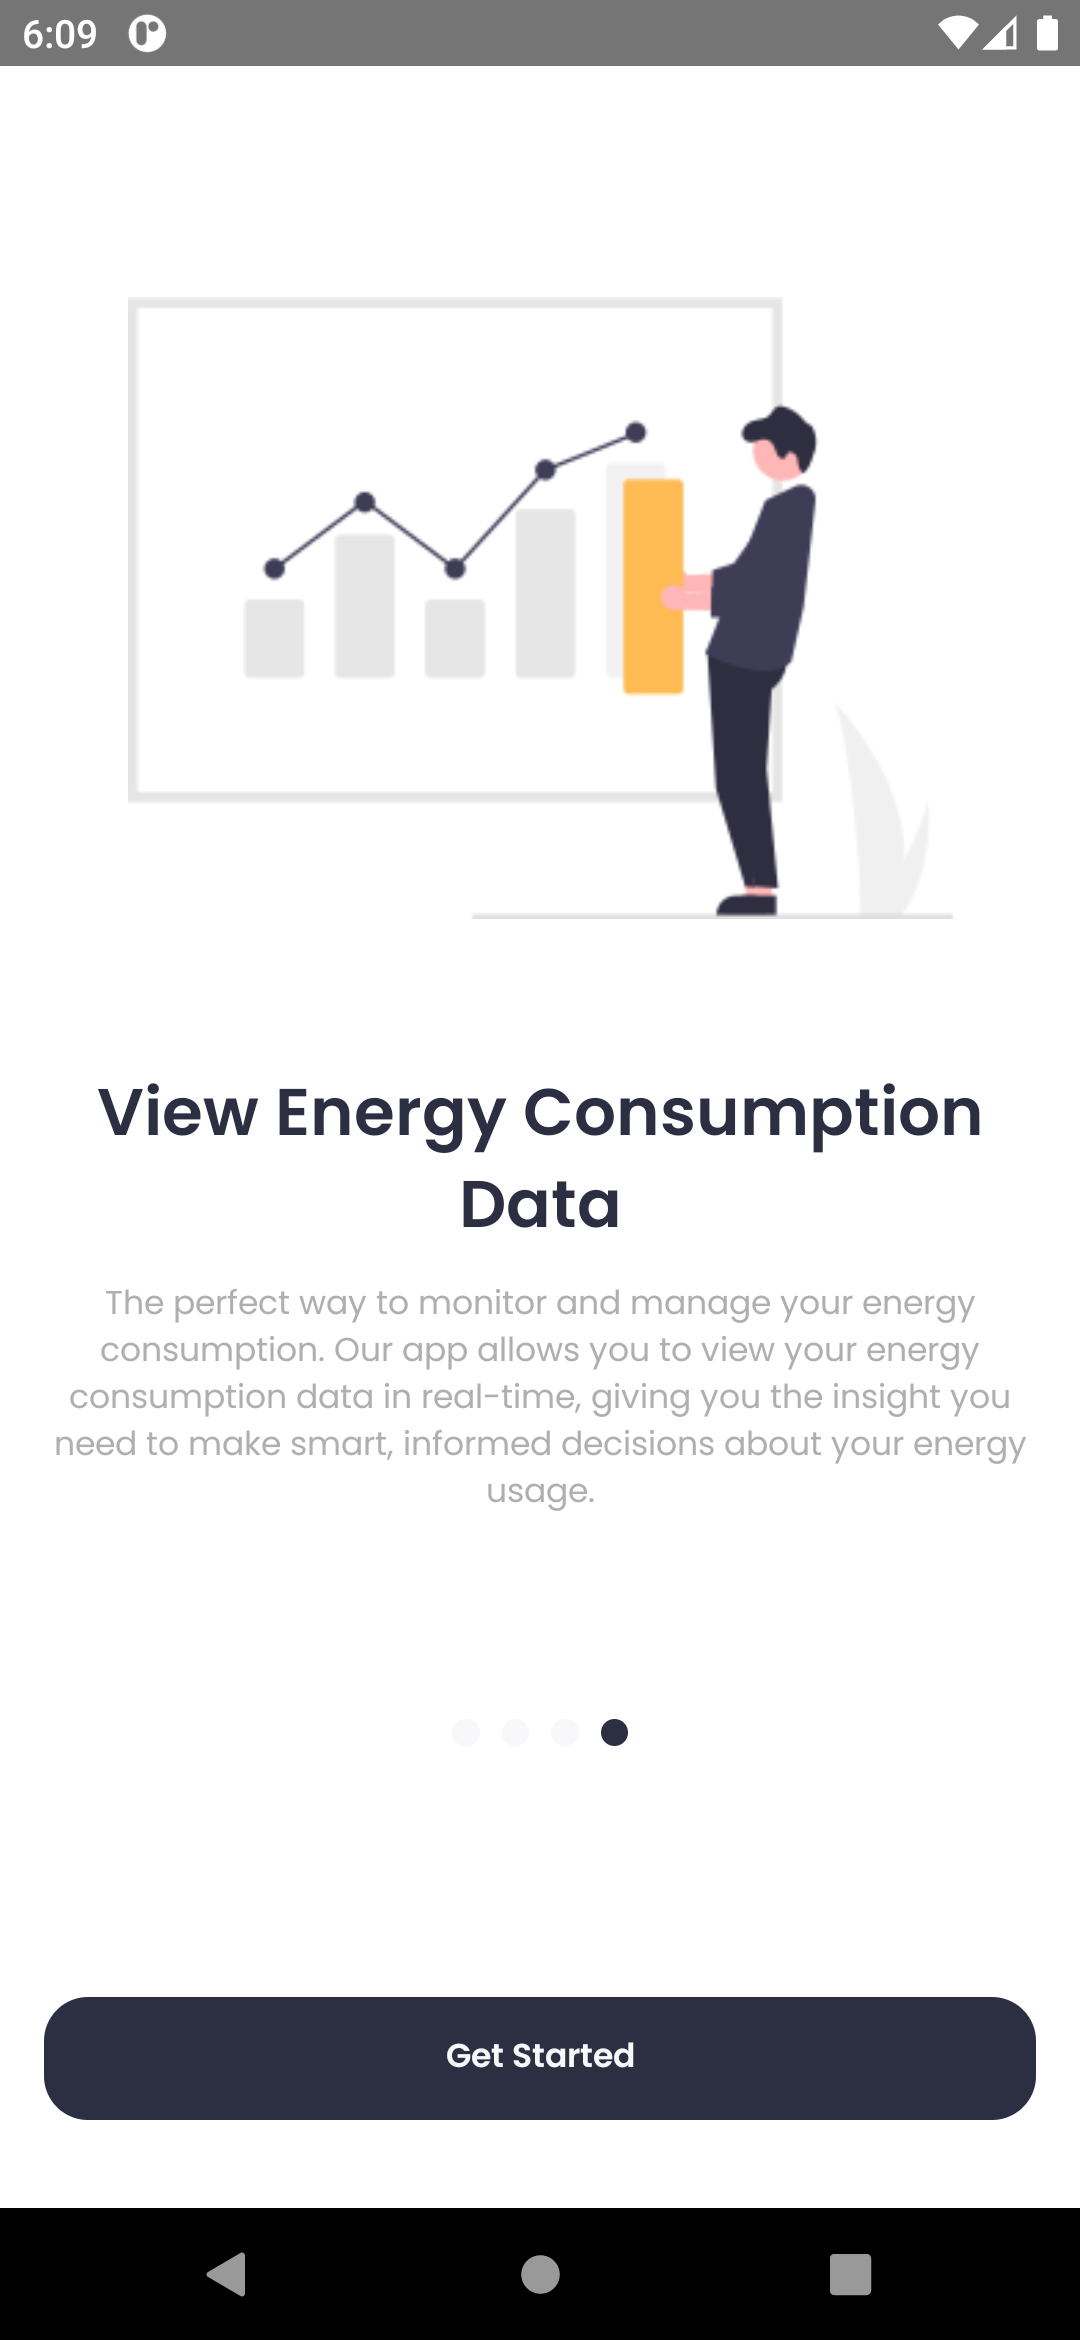 6:09
View Energy Consumption
Data
The perfect way to monitor and manage your energy
consumption. Our app allows you to view your energy
consumption data in real-time, giving you the insight you
need to make smart, informed decisions about your energy
usage.
Get Started